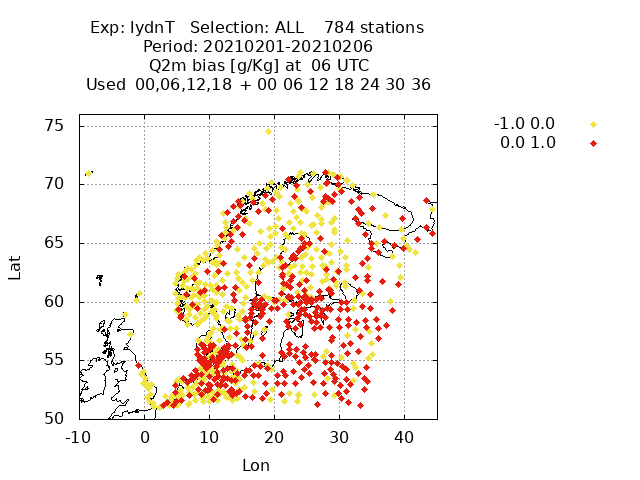 Exp: lydnT   Selection: ALL    784 stations
Period: 20210201-20210206
Q2m bias [g/Kg] at  06 UTC
Used  00,06,12,18  + 00 06 12 18 24 30 36
-1.0 0.0
0.0 1.0
75
70
65
60
55
50
Lat
-10 0 10 20 30 40
Lon